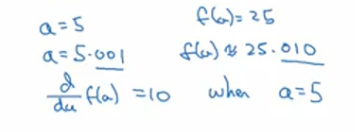 a = 5 f(a) = 25
a = 5.001 f(a) ≈ 25.010
d/da f(a) = 10 when a = 5